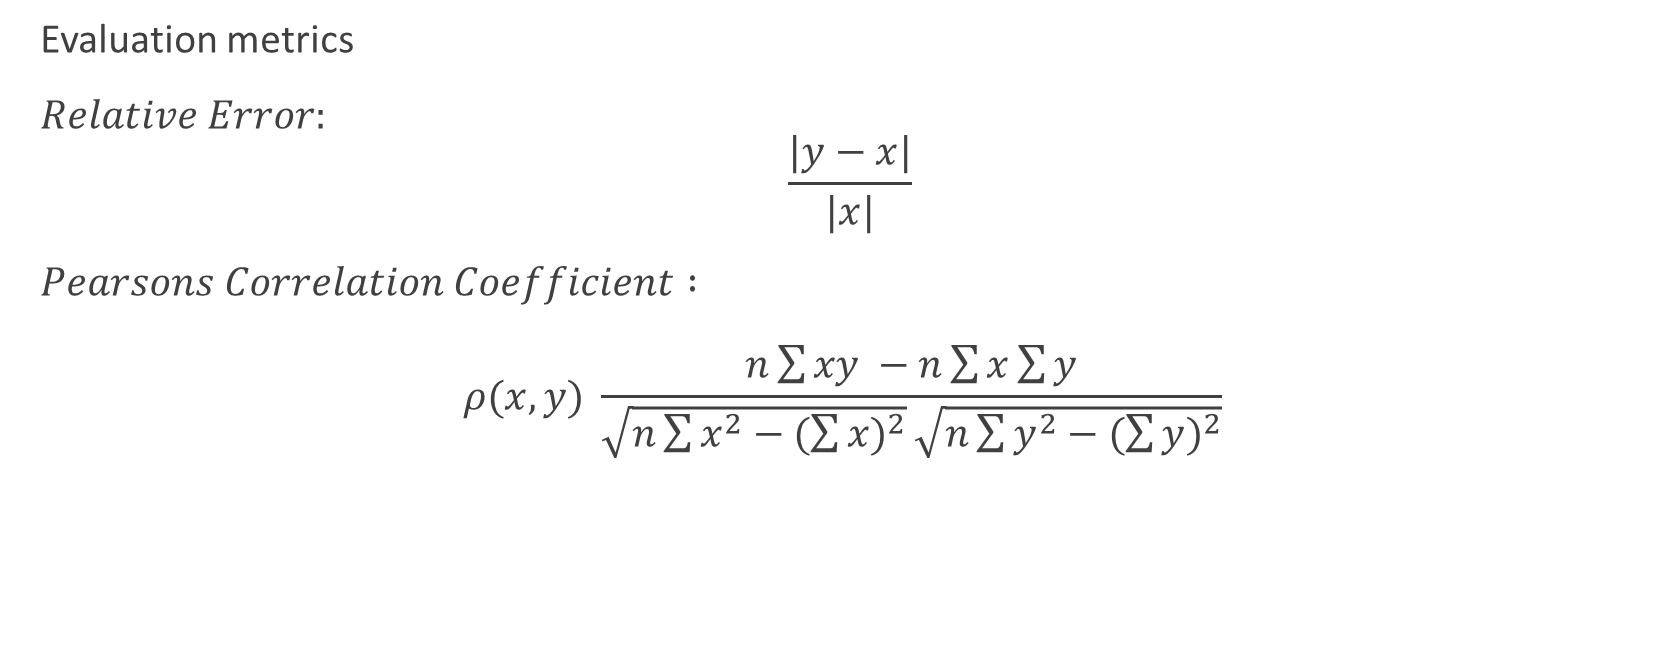 Evaluation metrics
Relative Error:
|y − x|
|x|
Pearsons Correlation Coefficient :
ρ(x, y) n ∑ xy − n ∑ x ∑ y
√n ∑ x² − (∑ x)² √n ∑ y² − (∑ y)²